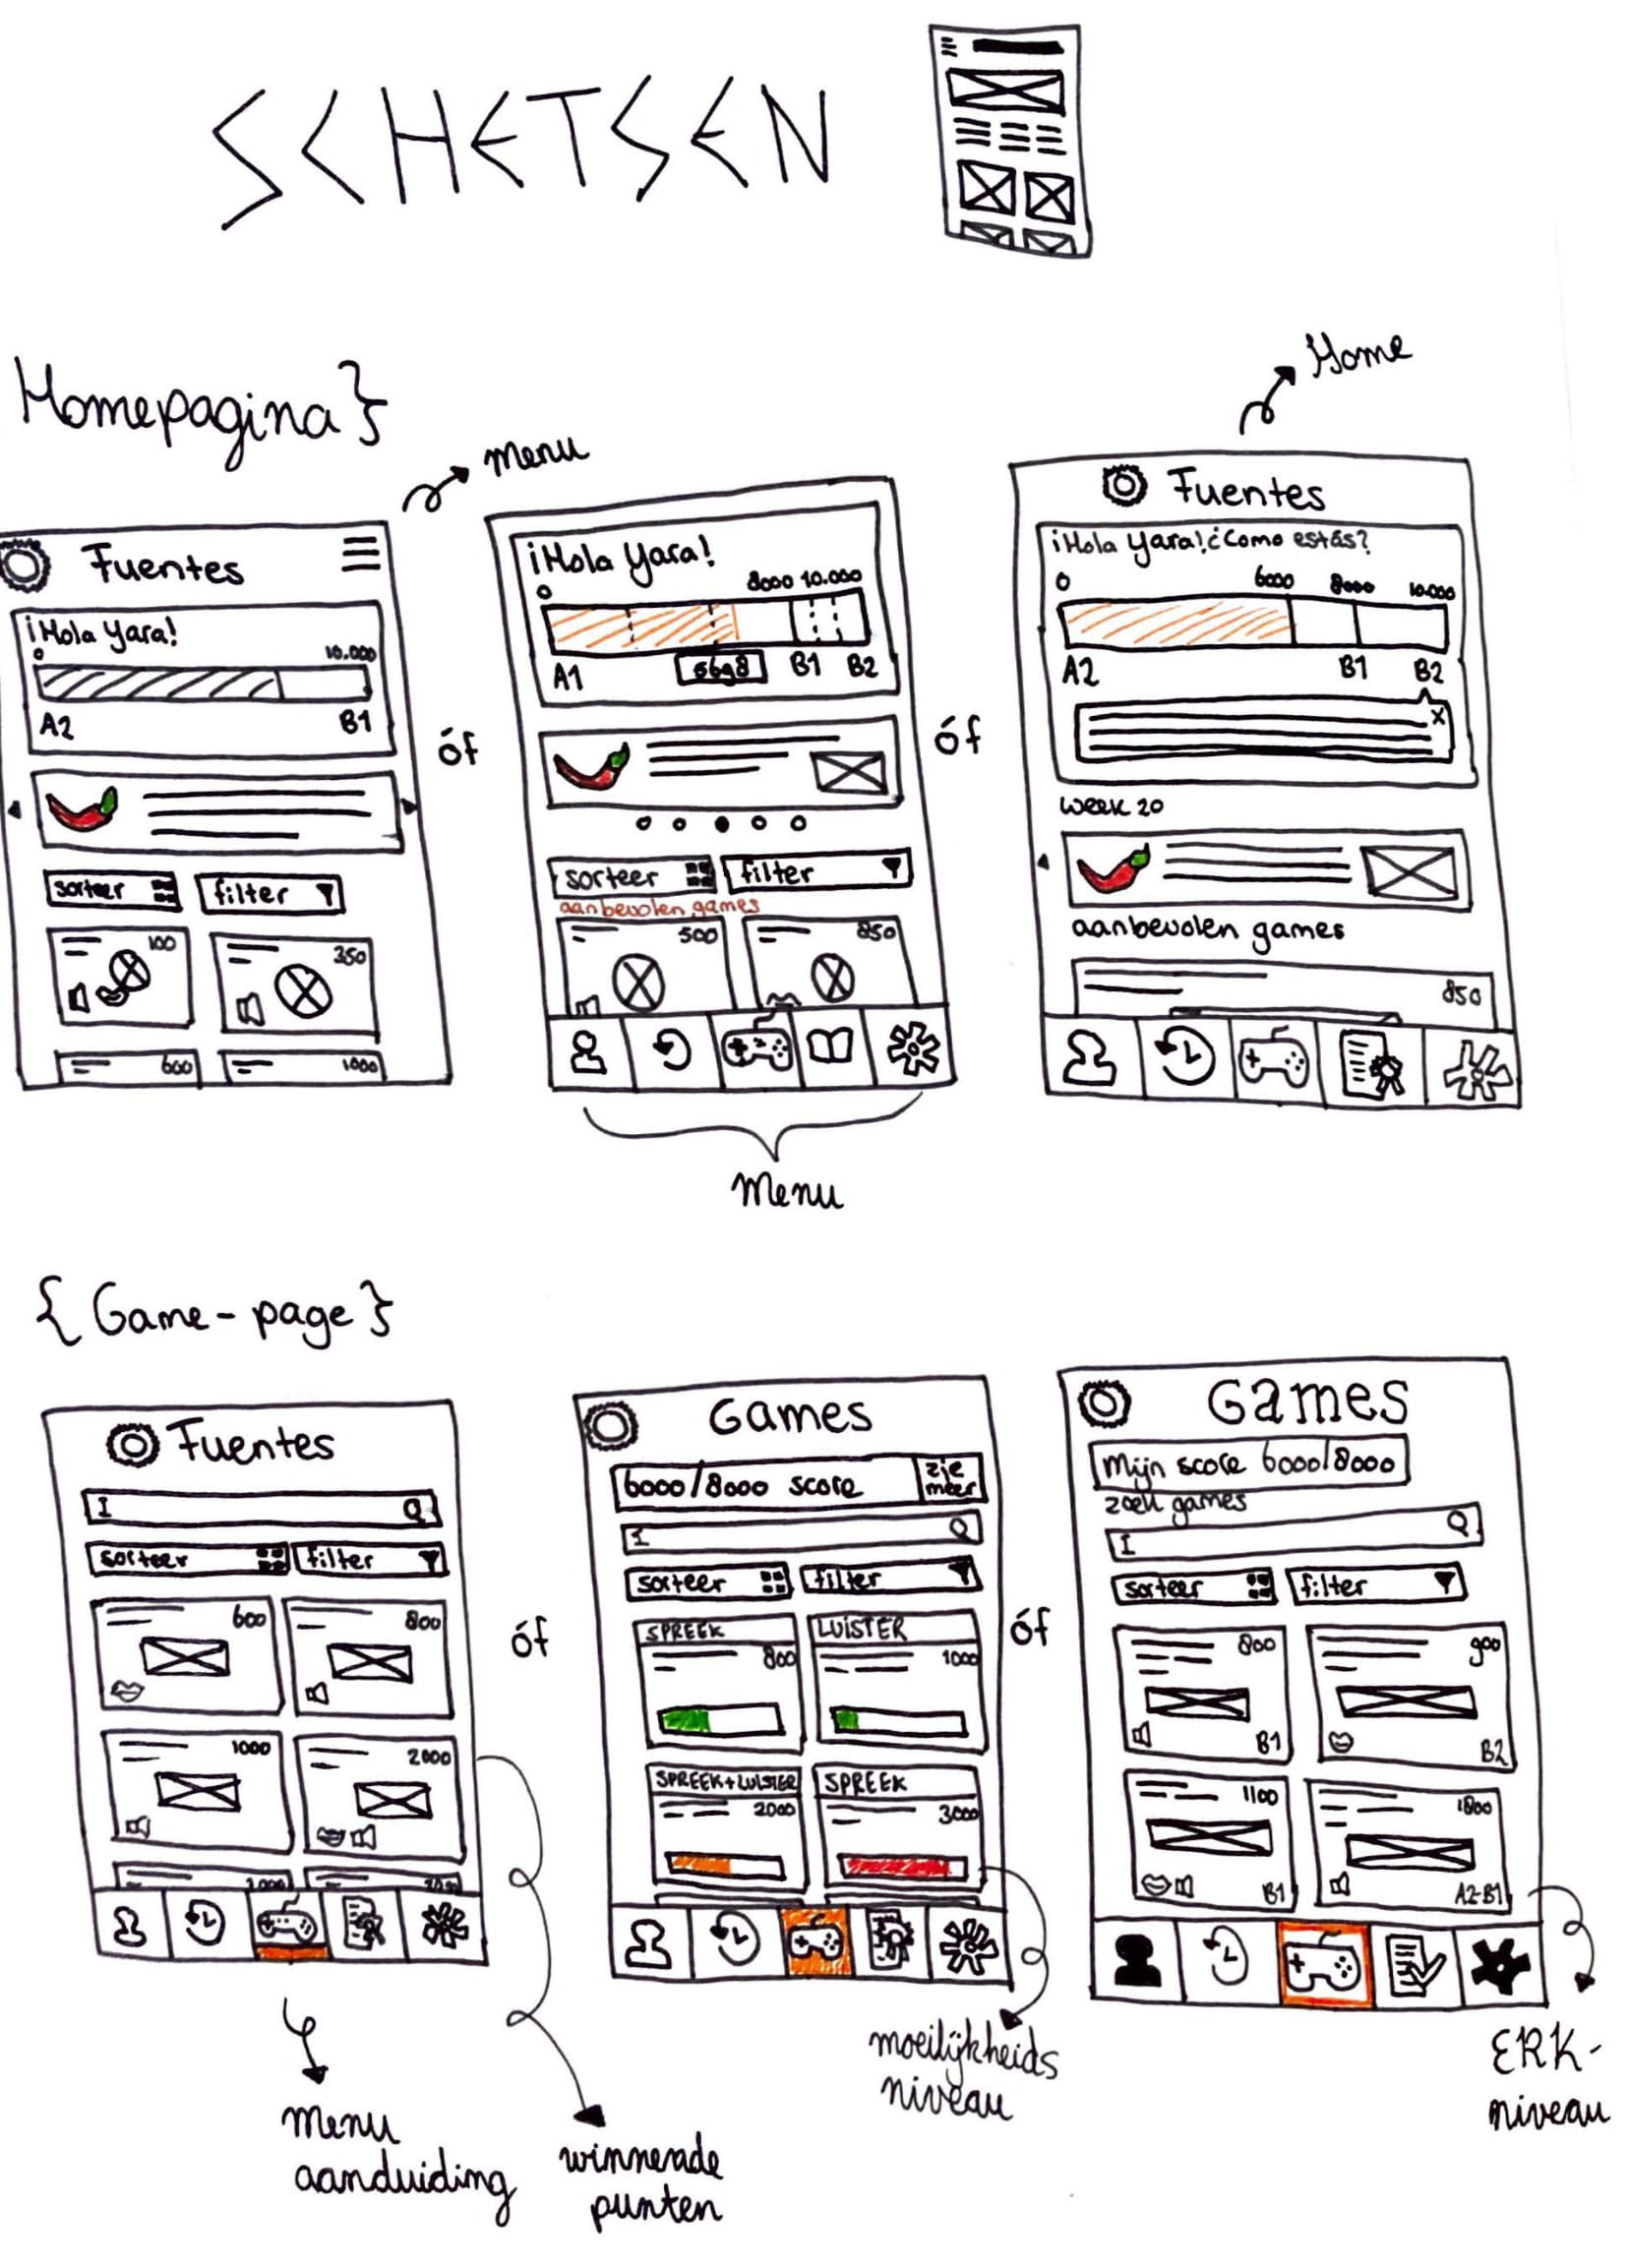 SCHETSEN
Homepagina}
menu
Home
Fuentes
¡Hola Yara!
0 10.000
A2 B1
sorteer filter
100 350
600 1000
óf
¡Hola Yara!
0 8000 10.000
A1 5698 B1 B2
sorteer filter
aanbevolen games
500 850
Menu
óf
Fuentes
¡Hola Yara! ¿Como estás?
0 6000 8000 10.000
A2 B1 B2
x
week 20
aanbevolen games
850
{Game-page}
Fuentes
I
sorteer filter
600 800
1000 2000
menu
aanduiding
winnende
punten
óf
Games
6000/8000 score zie
meer
I
sorteer filter
SPREEK LUISTER
800 1000
SPREEK+LUISTER SPREEK
2000 3000
moeilijkheids
niveau
óf
Games
Mijn score 6000/8000
zoek games
I
sorteer filter
800 900
B1 B2
1100 1800
B1 A2-B1
ERK-
niveau